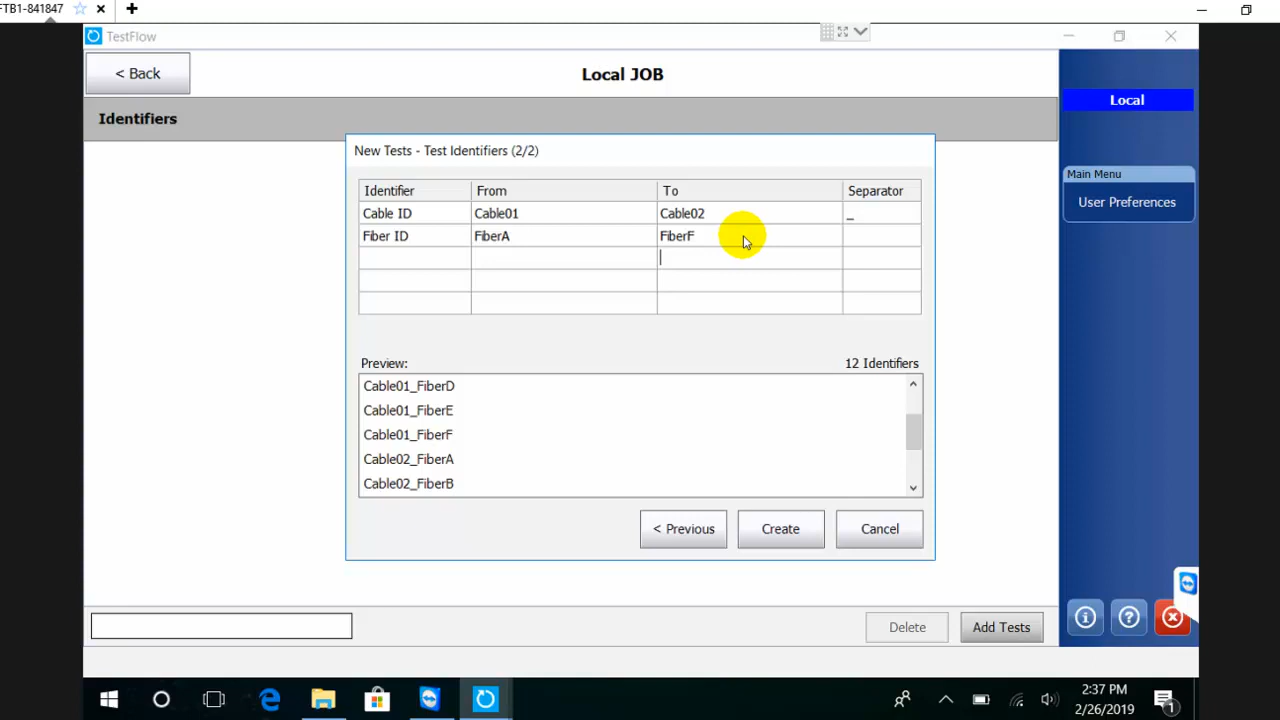 FTB1-841847
TestFlow
< Back
Local JOB
Local
Identifiers
New Tests - Test Identifiers (2/2)
Main Menu
User Preferences
Identifier From To Separator
Cable ID Cable01 Cable02 _
Fiber ID FiberA FiberF
Preview: 12 Identifiers
Cable01_FiberD
Cable01_FiberE
Cable01_FiberF
Cable02_FiberA
Cable02_FiberB
< Previous Create Cancel
Delete Add Tests
2:37 PM
2/26/2019
1